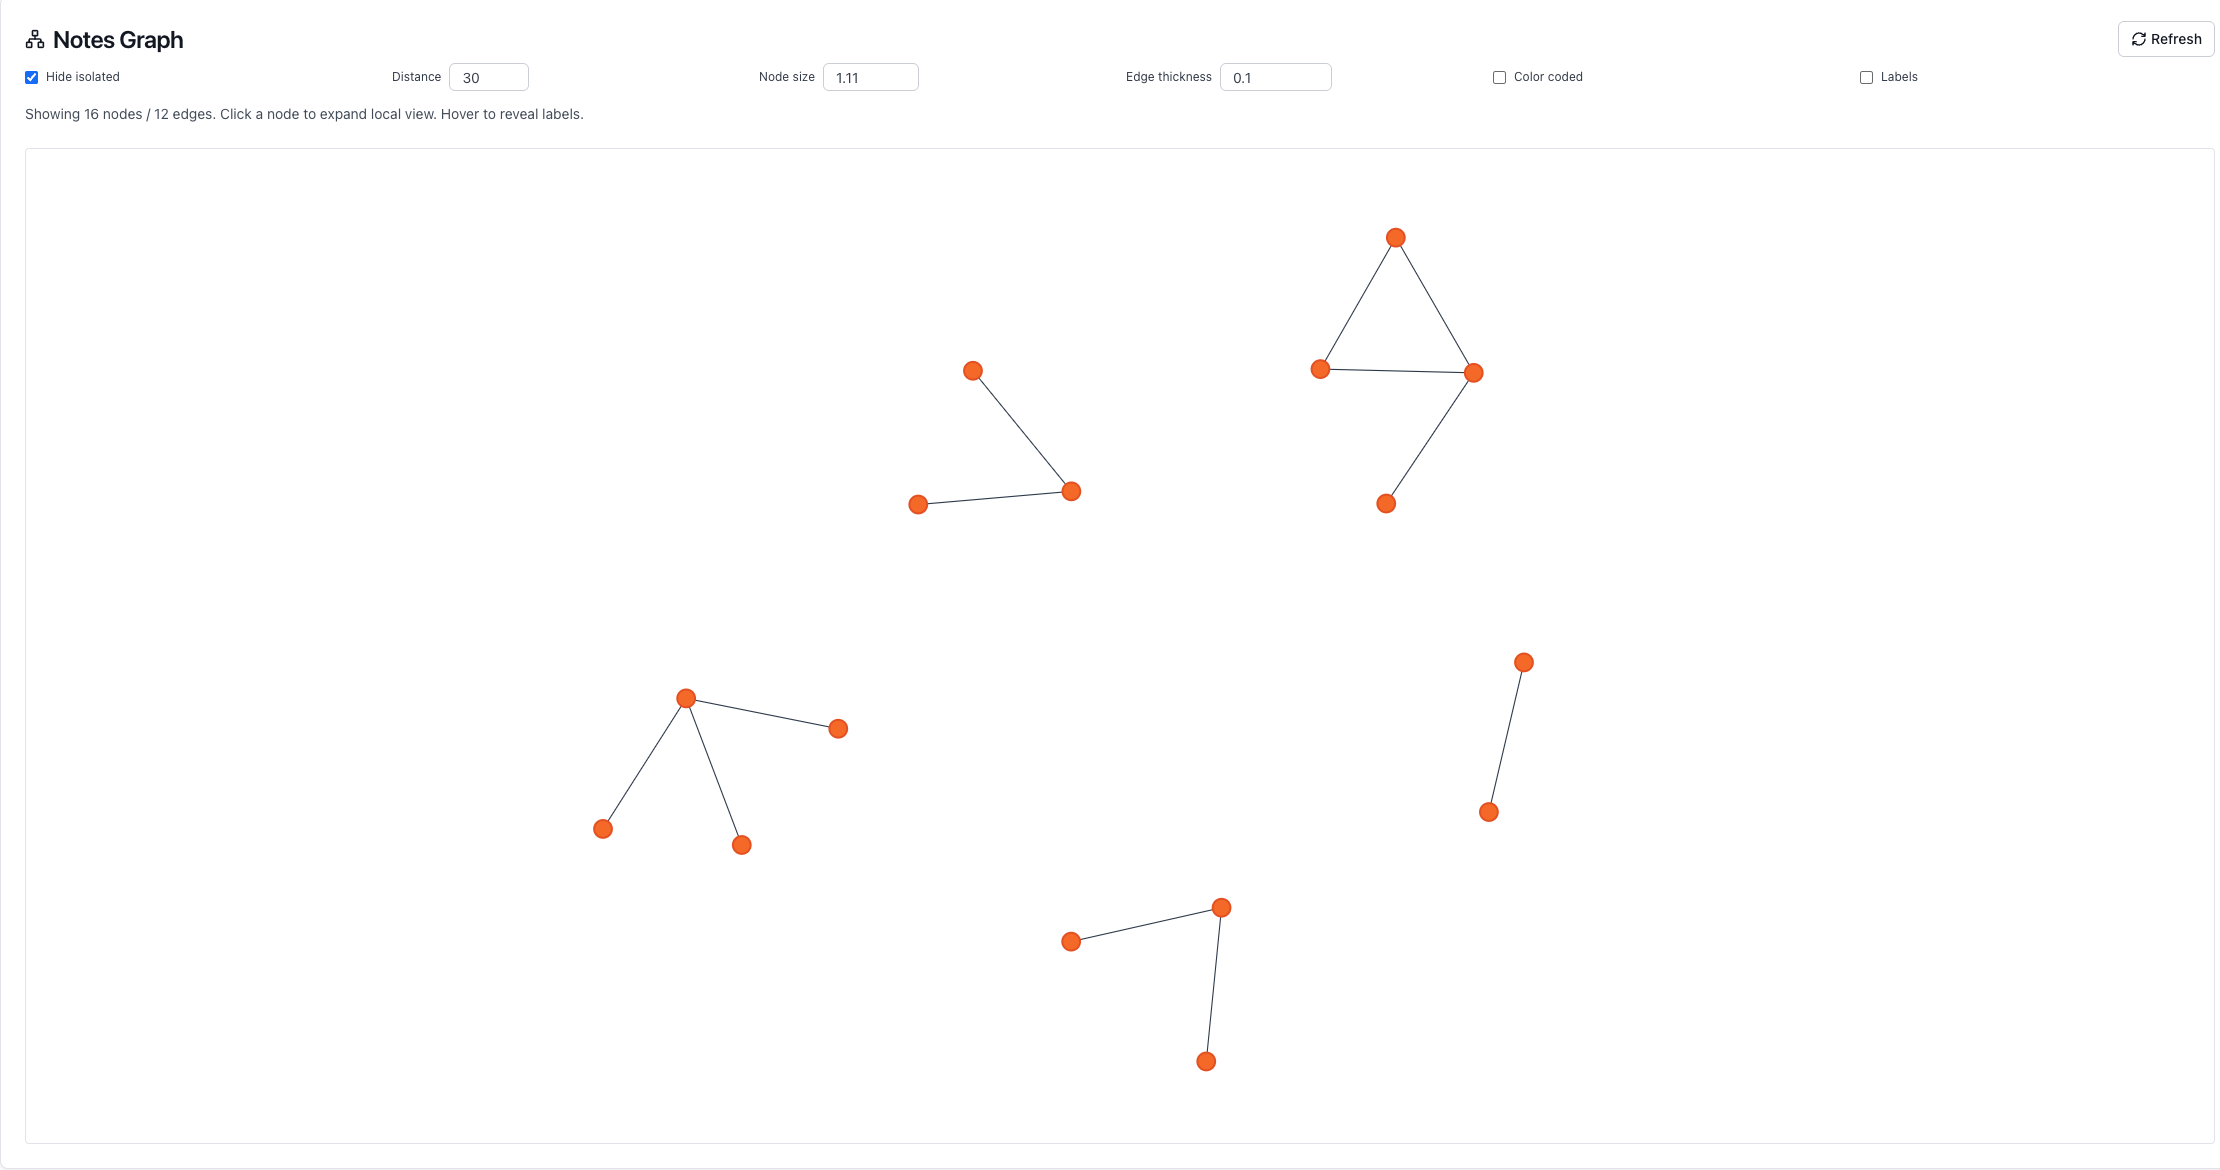 Notes Graph
Refresh
Hide isolated
Distance 30
Node size 1.11
Edge thickness 0.1
Color coded
Labels
Showing 16 nodes / 12 edges. Click a node to expand local view. Hover to reveal labels.